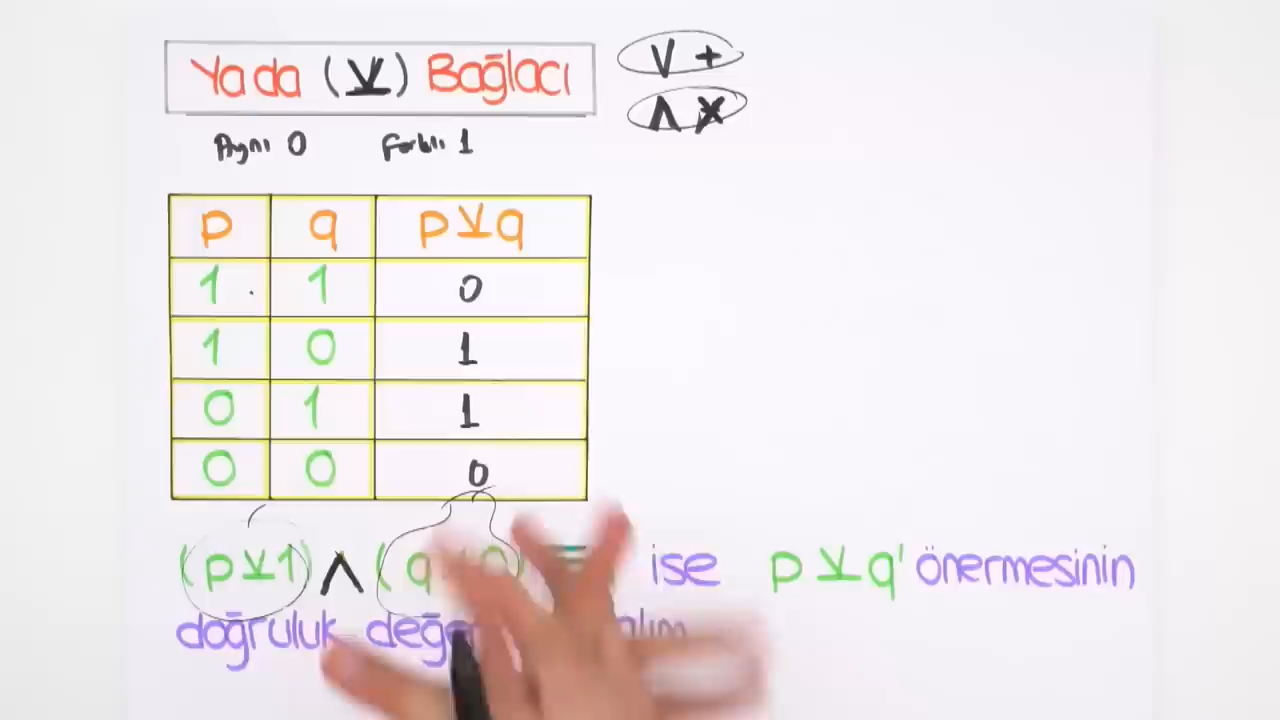 Ya da (⊻) Bağlacı
∨ +
∧ x
Aynı 0 Farklı 1
p q p⊻q
1 1 0
1 0 1
0 1 1
0 0 0
(p⊻1) ∧ (q ≡ ise p⊻q' önermesinin
doğruluk